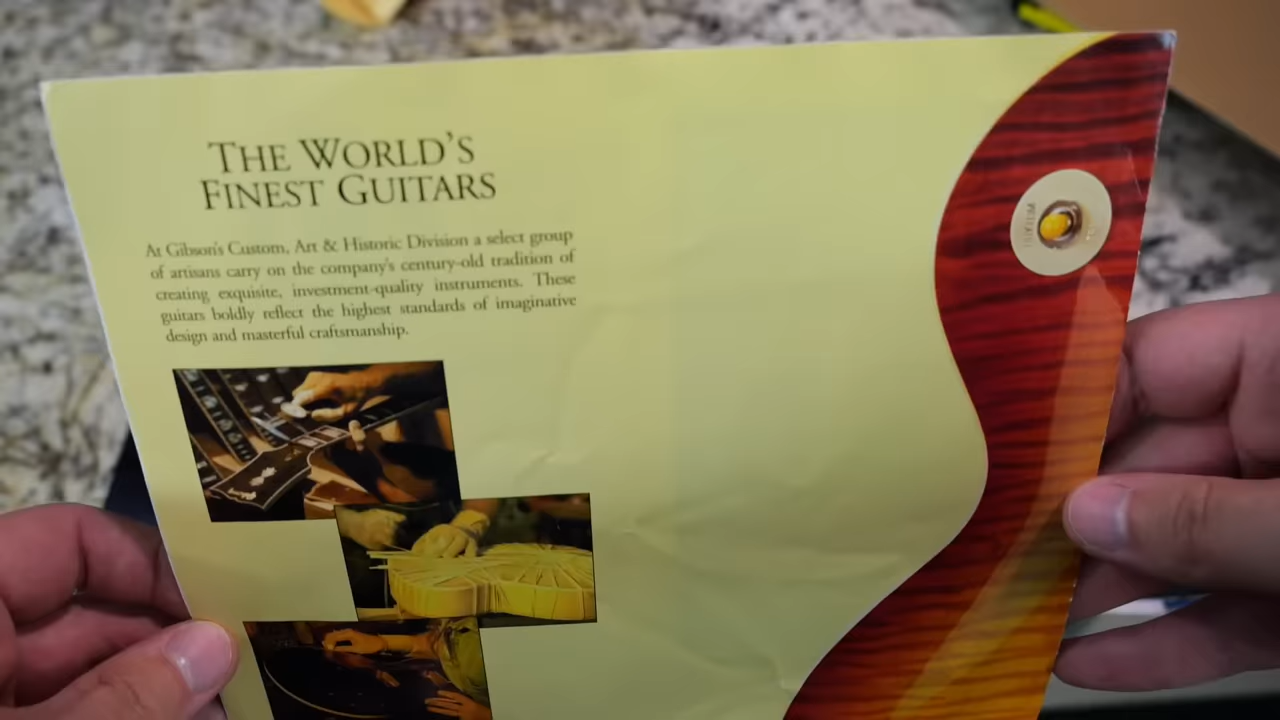 THE WORLD'S
FINEST GUITARS
At Gibson's Custom, Art & Historic Division a select group
of artisans carry on the company's century-old tradition of
creating exquisite, investment-quality instruments. These
guitars boldly reflect the highest standards of imaginative
design and masterful craftsmanship.
RHYTHM